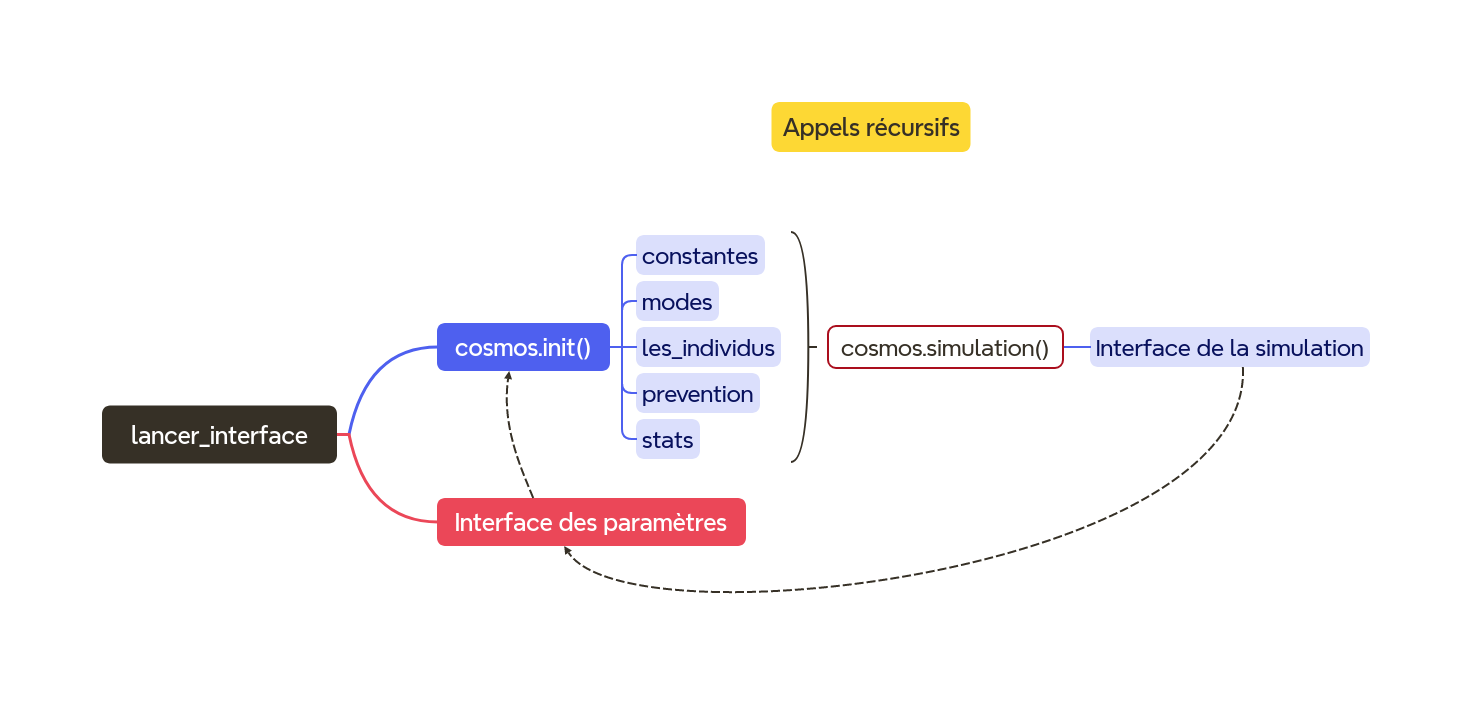 Appels récursifs
lancer_interface
cosmos.init()
constantes
modes
les_individus
prevention
stats
cosmos.simulation()
Interface de la simulation
Interface des paramètres